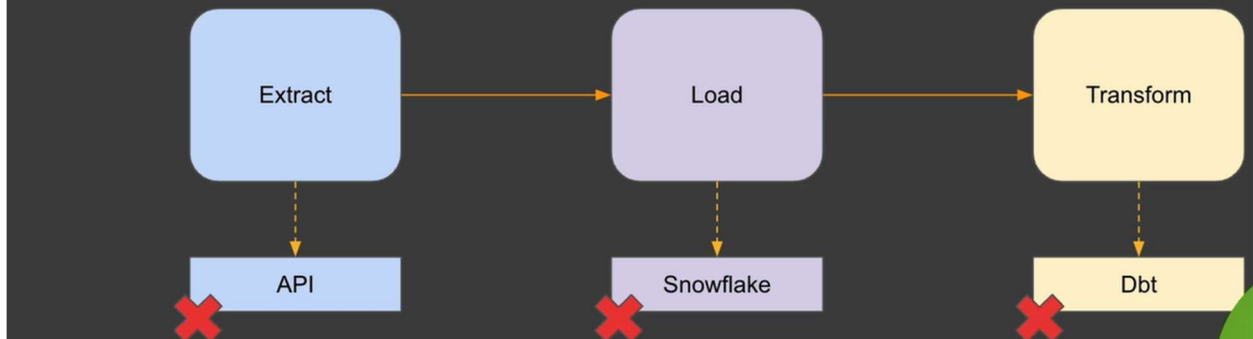 Extract
Load
Transform
API
Snowflake
Dbt